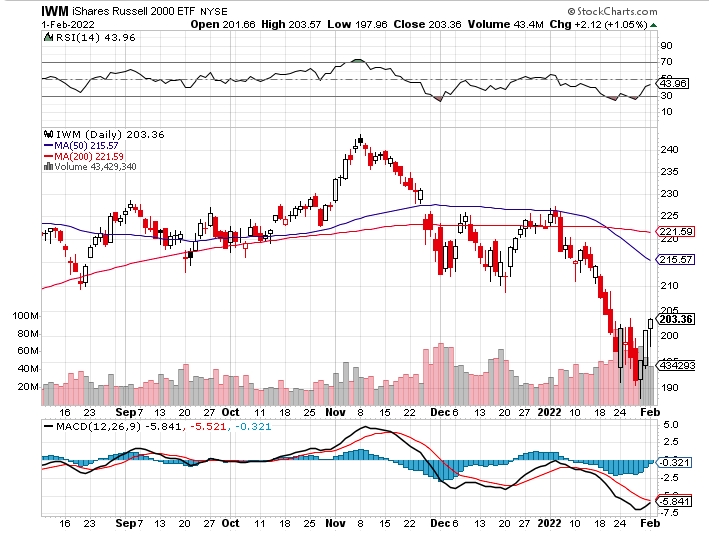 IWM iShares Russell 2000 ETF NYSE © StockCharts.com
1-Feb-2022 Open 201.66 High 203.57 Low 197.96 Close 203.36 Volume 43.4M Chg +2.12 (+1.05%)
RSI(14) 43.96
90
70
50
43.96
30
10
IWM (Daily) 203.36
MA(50) 215.57
MA(200) 221.59
Volume 43,429,340
240
235
230
225
221.59
220
215.57
210
205
203.36
200
195
434293
190
100M
80M
60M
40M
20M
16 23 Sep 7 13 20 27 Oct 11 18 25 Nov 8 15 22 Dec 6 13 20 27 2022 10 18 24 Feb
MACD(12,26,9) -5.841, -5.521, -0.321
5.0
2.5
-0.321
-2.5
-5.841
-7.5
16 23 Sep 7 13 20 27 Oct 11 18 25 Nov 8 15 22 Dec 6 13 20 27 2022 10 18 24 Feb